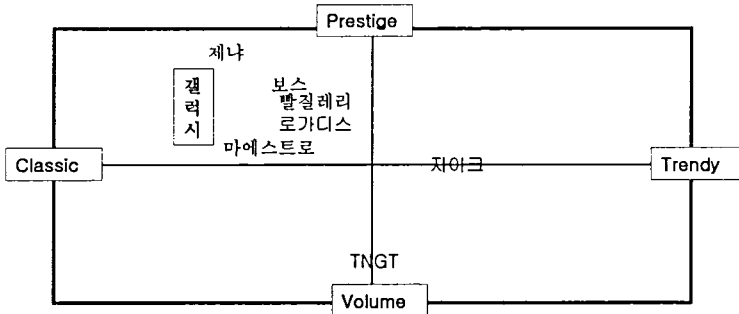 Prestige
제냐
갤럭시
보스
빨질레리
로가디스
마에스트로
Classic
자이크
Trendy
TNGT
Volume